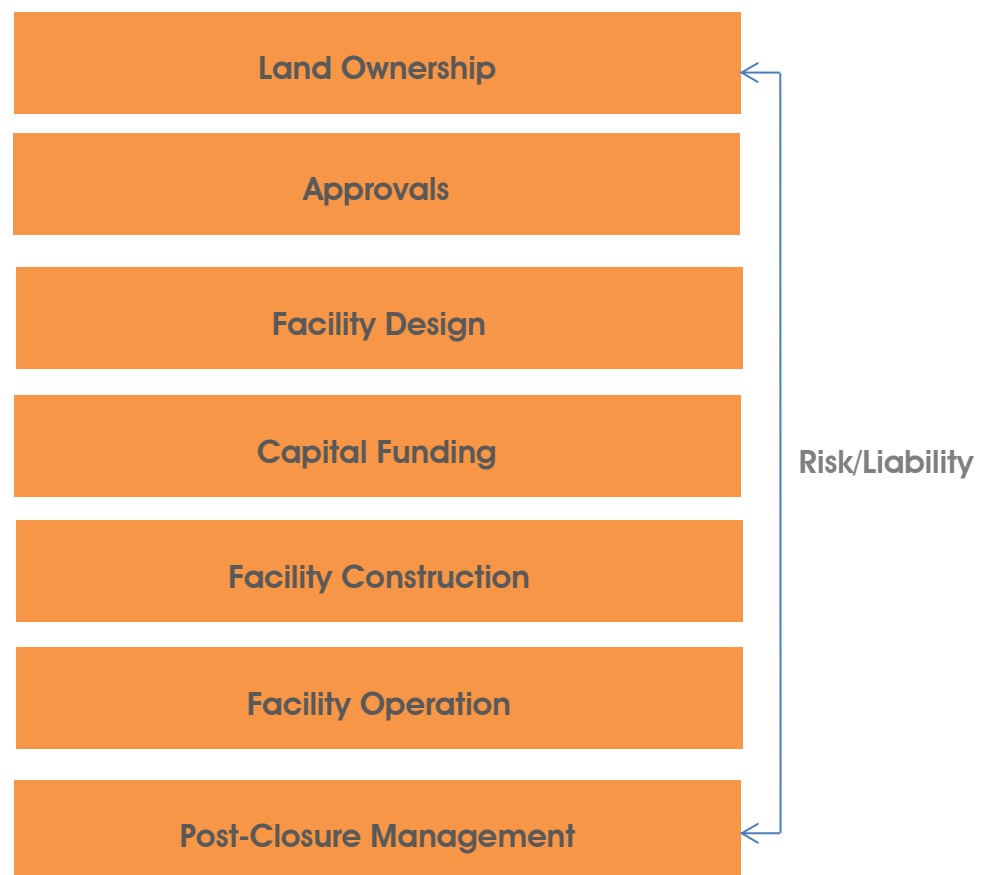 Land Ownership
Approvals
Facility Design
Capital Funding
Risk/Liability
Facility Construction
Facility Operation
Post-Closure Management